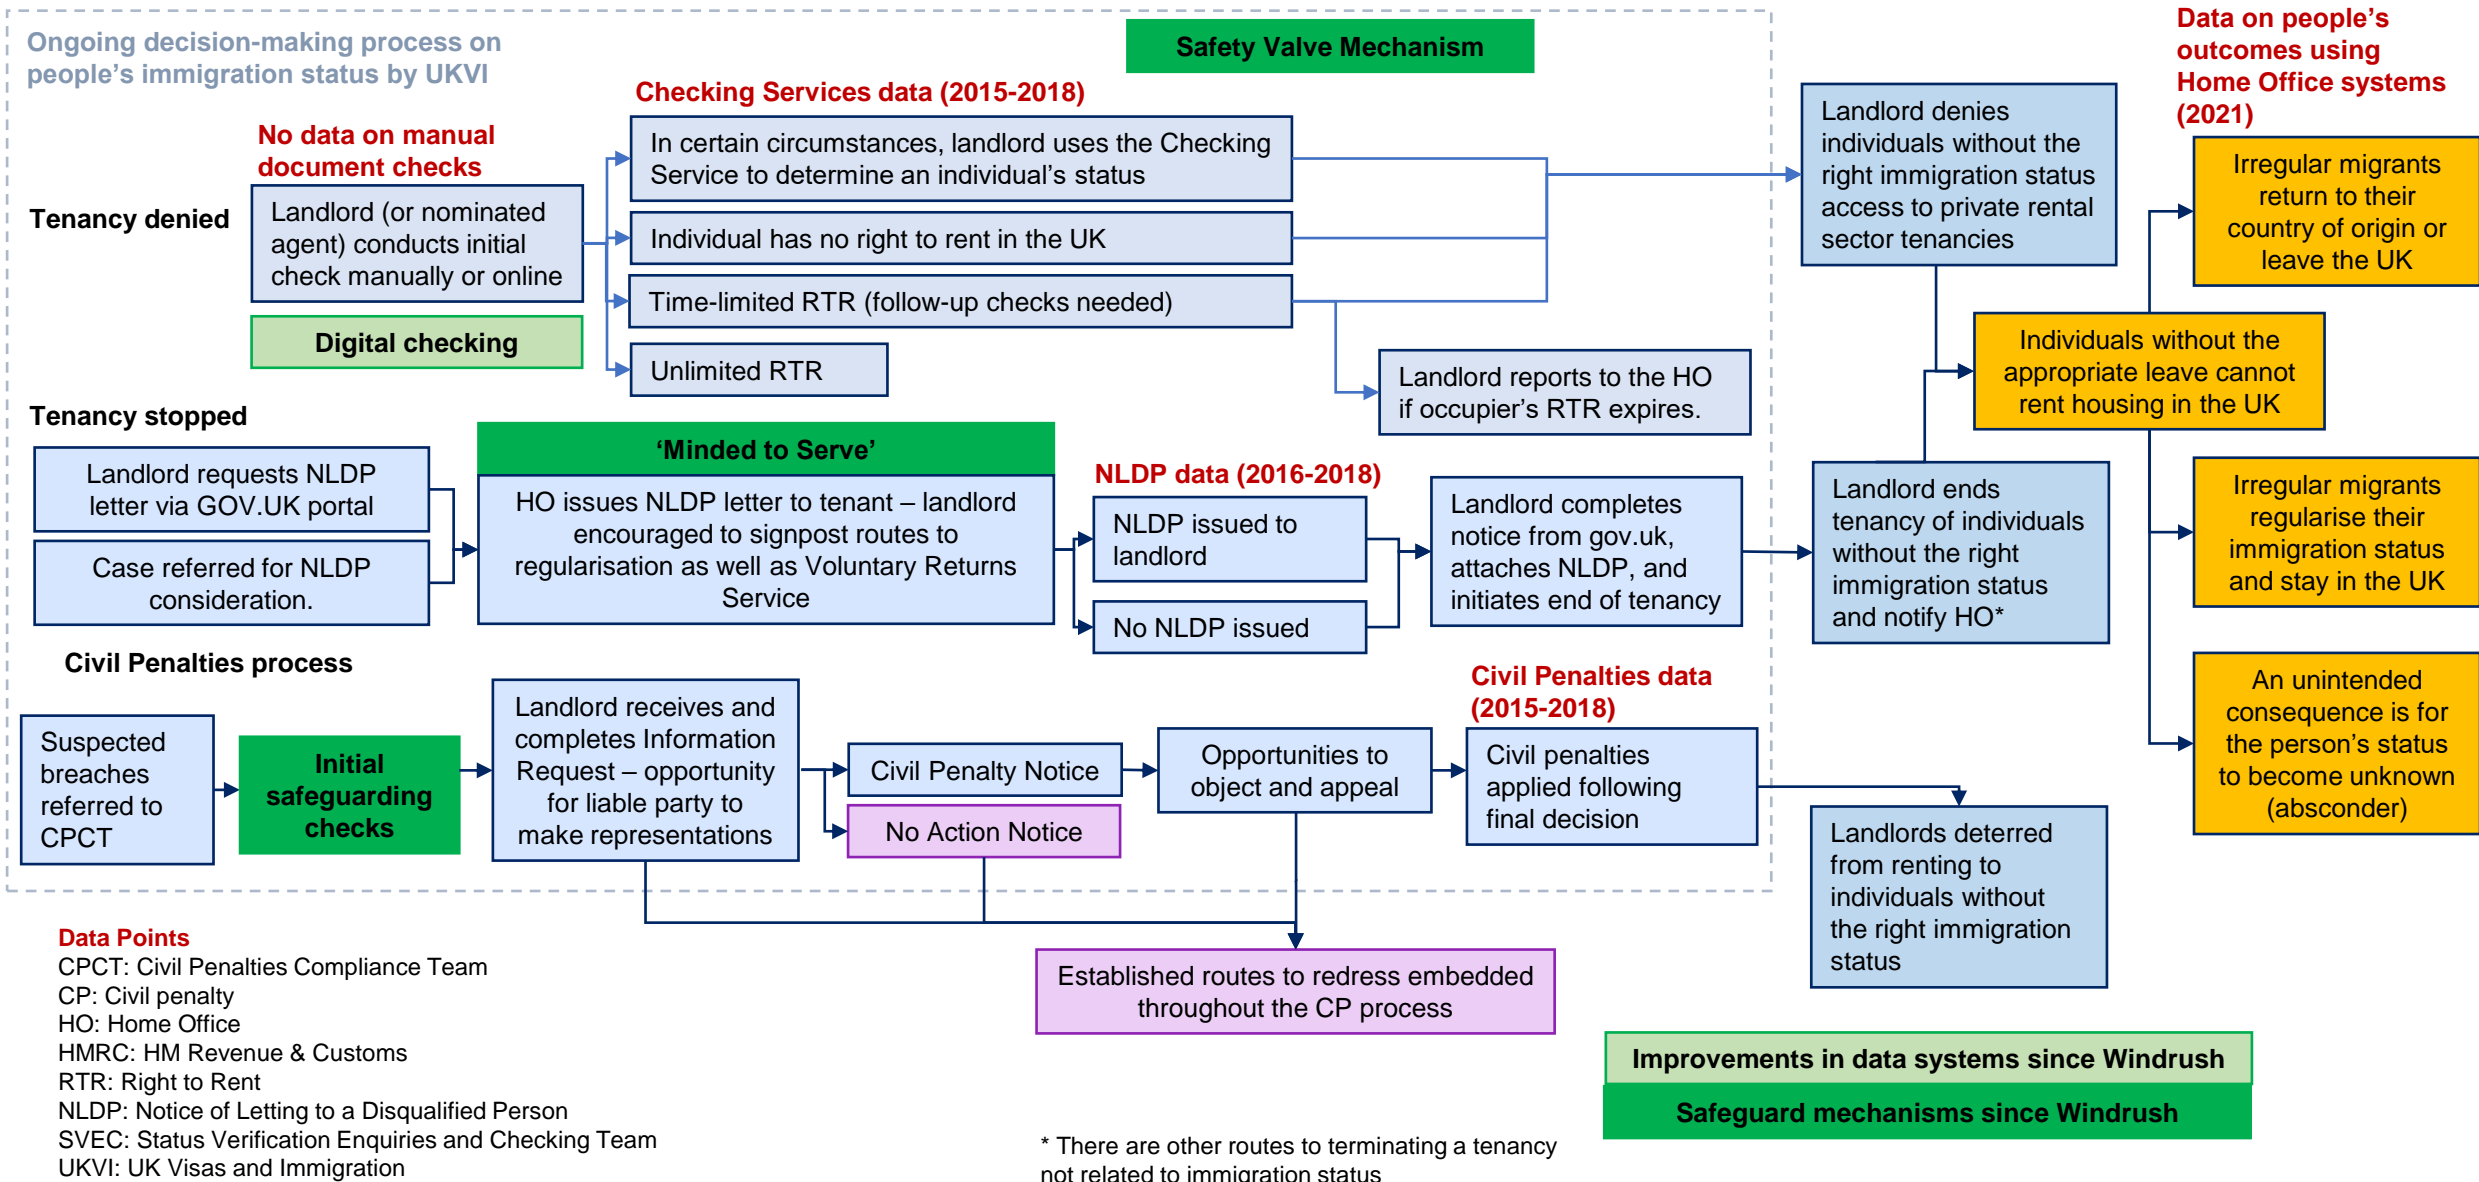 Ongoing decision-making process on
people’s immigration status by UKVI
Safety Valve Mechanism
Data on people’s
outcomes using
Home Office systems
(2021)
Checking Services data (2015-2018)
No data on manual
document checks
Tenancy denied
Landlord (or nominated
agent) conducts initial
check manually or online
Digital checking
In certain circumstances, landlord uses the Checking
Service to determine an individual’s status
Individual has no right to rent in the UK
Time-limited RTR (follow-up checks needed)
Unlimited RTR
Landlord reports to the HO
if occupier’s RTR expires.
Landlord denies
individuals without the
right immigration status
access to private rental
sector tenancies
Irregular migrants
return to their
country of origin or
leave the UK
Individuals without the
appropriate leave cannot
rent housing in the UK
Tenancy stopped
Landlord requests NLDP
letter via GOV.UK portal
Case referred for NLDP
consideration.
‘Minded to Serve’
HO issues NLDP letter to tenant – landlord
encouraged to signpost routes to
regularisation as well as Voluntary Returns
Service
NLDP data (2016-2018)
NLDP issued to
landlord
No NLDP issued
Landlord completes
notice from gov.uk,
attaches NLDP, and
initiates end of tenancy
Landlord ends
tenancy of individuals
without the right
immigration status
and notify HO*
Irregular migrants
regularise their
immigration status
and stay in the UK
Civil Penalties process
Suspected
breaches
referred to
CPCT
Initial
safeguarding
checks
Landlord receives and
completes Information
Request – opportunity
for liable party to
make representations
Civil Penalty Notice
No Action Notice
Opportunities to
object and appeal
Civil Penalties data
(2015-2018)
Civil penalties
applied following
final decision
An unintended
consequence is for
the person’s status
to become unknown
(absconder)
Landlords deterred
from renting to
individuals without
the right immigration
status
Established routes to redress embedded
throughout the CP process
Data Points
CPCT: Civil Penalties Compliance Team
CP: Civil penalty
HO: Home Office
HMRC: HM Revenue & Customs
RTR: Right to Rent
NLDP: Notice of Letting to a Disqualified Person
SVEC: Status Verification Enquiries and Checking Team
UKVI: UK Visas and Immigration
Improvements in data systems since Windrush
Safeguard mechanisms since Windrush
* There are other routes to terminating a tenancy
not related to immigration status